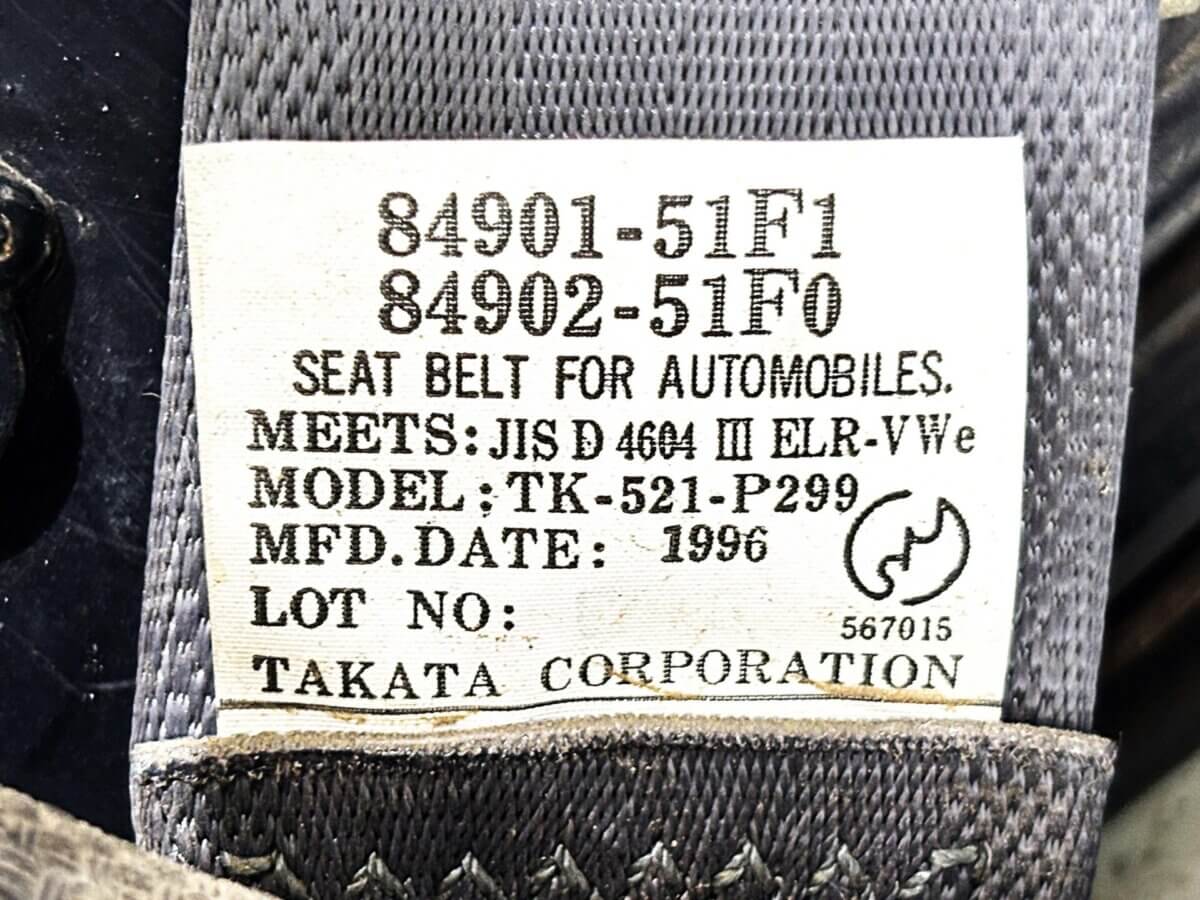 84901-51F1
84902-51F0
SEAT BELT FOR AUTOMOBILES.
MEETS: JIS D 4604 III ELR-VWe
MODEL: TK-521-P299
MFD. DATE: 1996
LOT NO:
567015
TAKATA CORPORATION